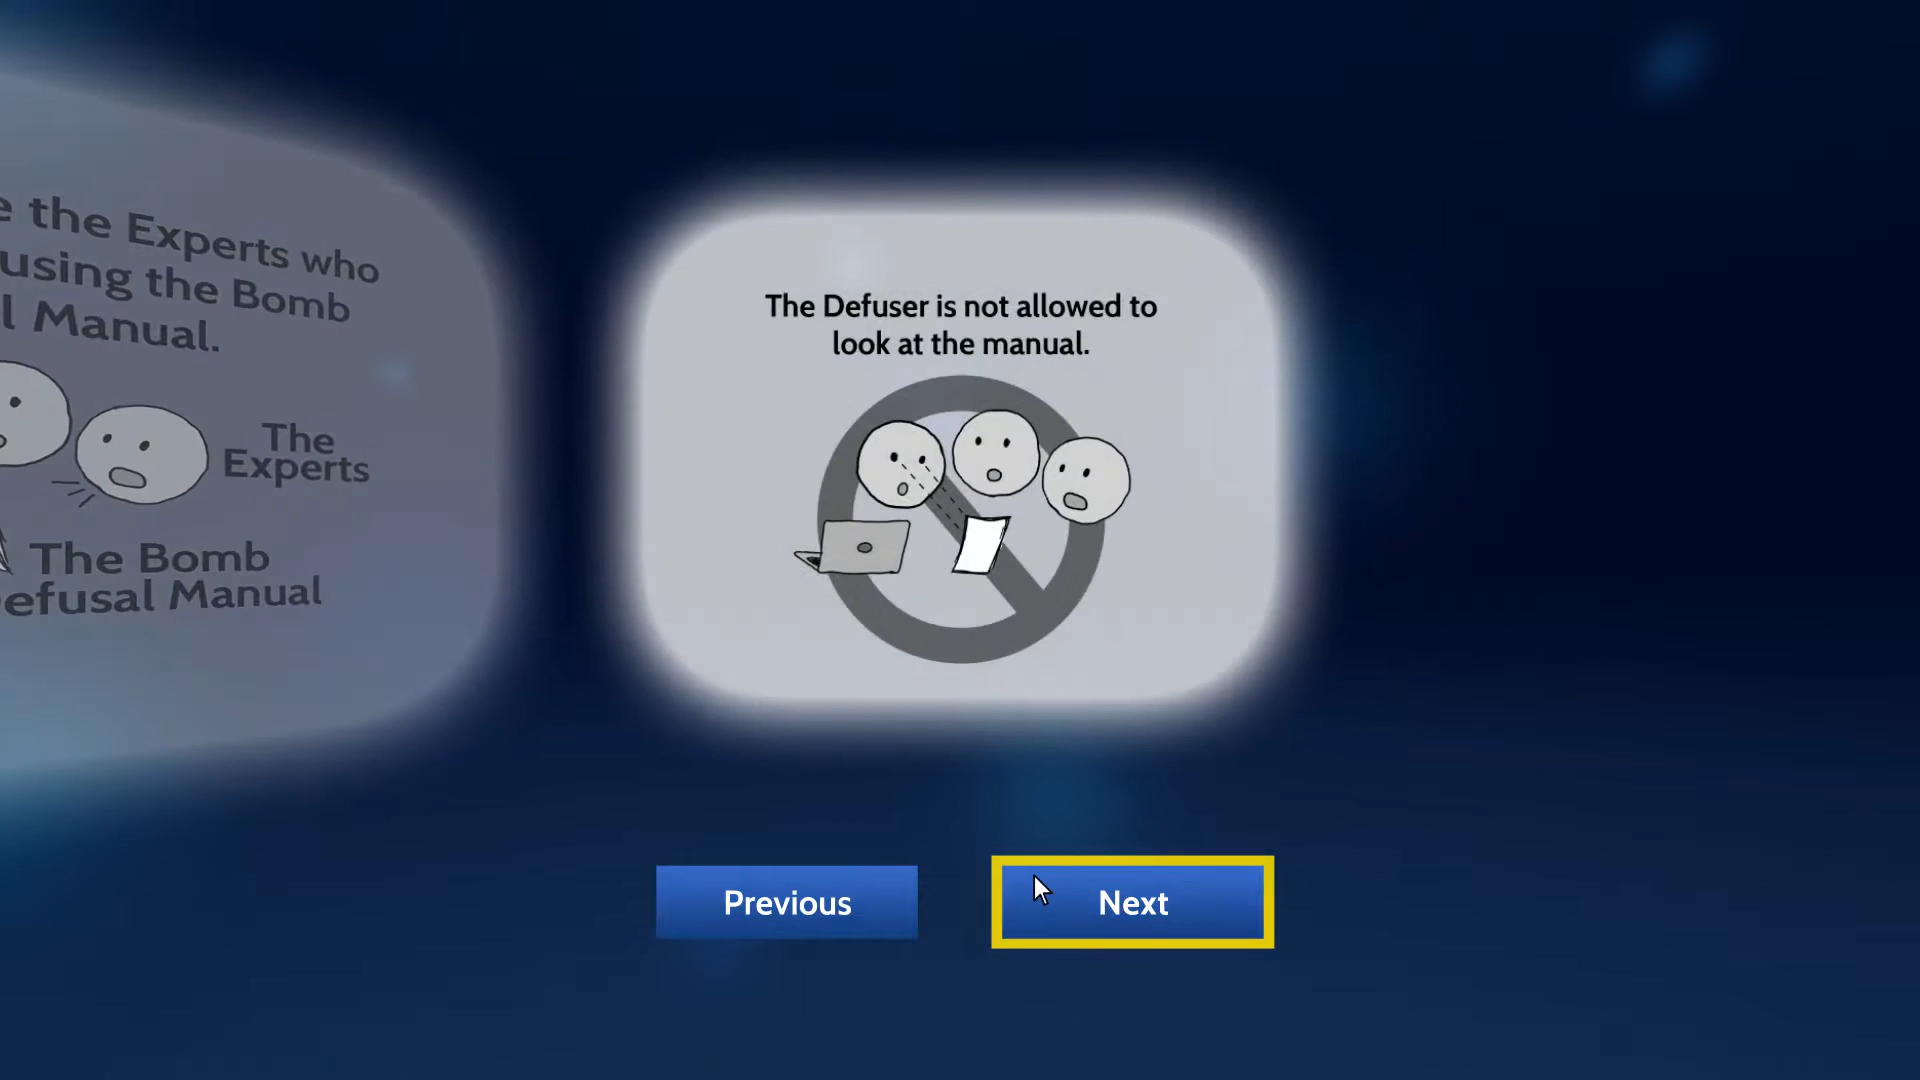 the Experts who
using the Bomb
Manual.
The
Experts
The Bomb
Manual
The Defuser is not allowed to
look at the manual.
Previous
Next